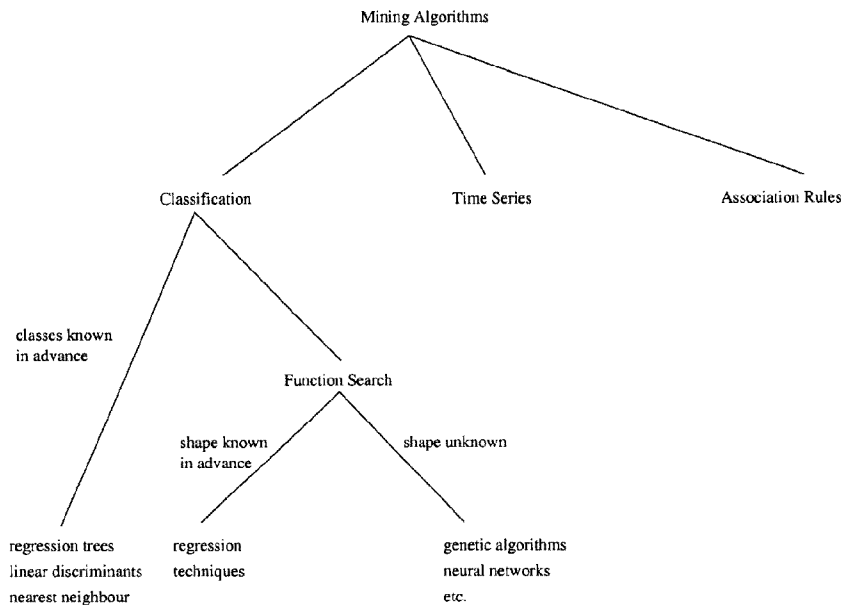 Mining Algorithms
Classification
Time Series
Association Rules
classes known
in advance
Function Search
shape known
in advance
shape unknown
regression trees
linear discriminants
nearest neighbour
regression
techniques
genetic algorithms
neural networks
etc.